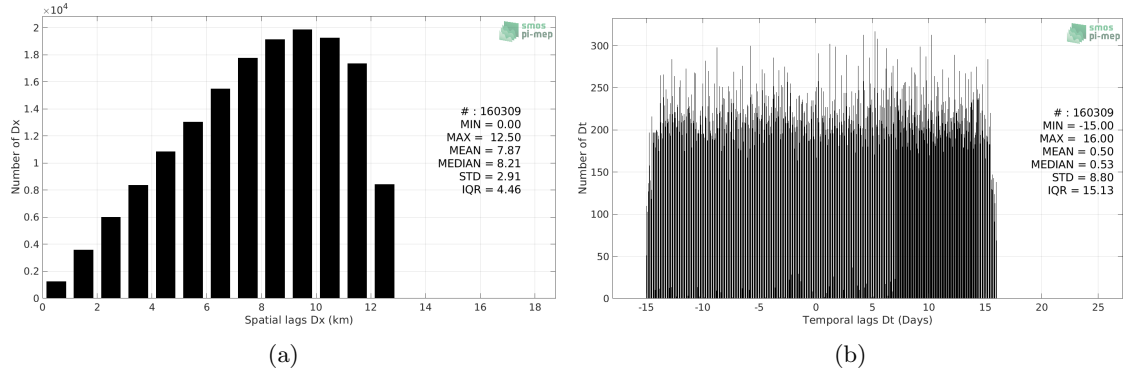 ×10⁴
2
1.8
1.6
1.4
1.2
1
0.8
0.6
0.4
0.2
0
Number of Dx
0 2 4 6 8 10 12 14 16 18
Spatial lags Dx (km)
smos
pi-mep
# : 160309
MIN = 0.00
MAX = 12.50
MEAN = 7.87
MEDIAN = 8.21
STD = 2.91
IQR = 4.46
(a)
300
250
200
150
100
50
0
Number of Dt
-15 -10 -5 0 5 10 15 20 25
Temporal lags Dt (Days)
smos
pi-mep
# : 160309
MIN = -15.00
MAX = 16.00
MEAN = 0.50
MEDIAN = 0.53
STD = 8.80
IQR = 15.13
(b)